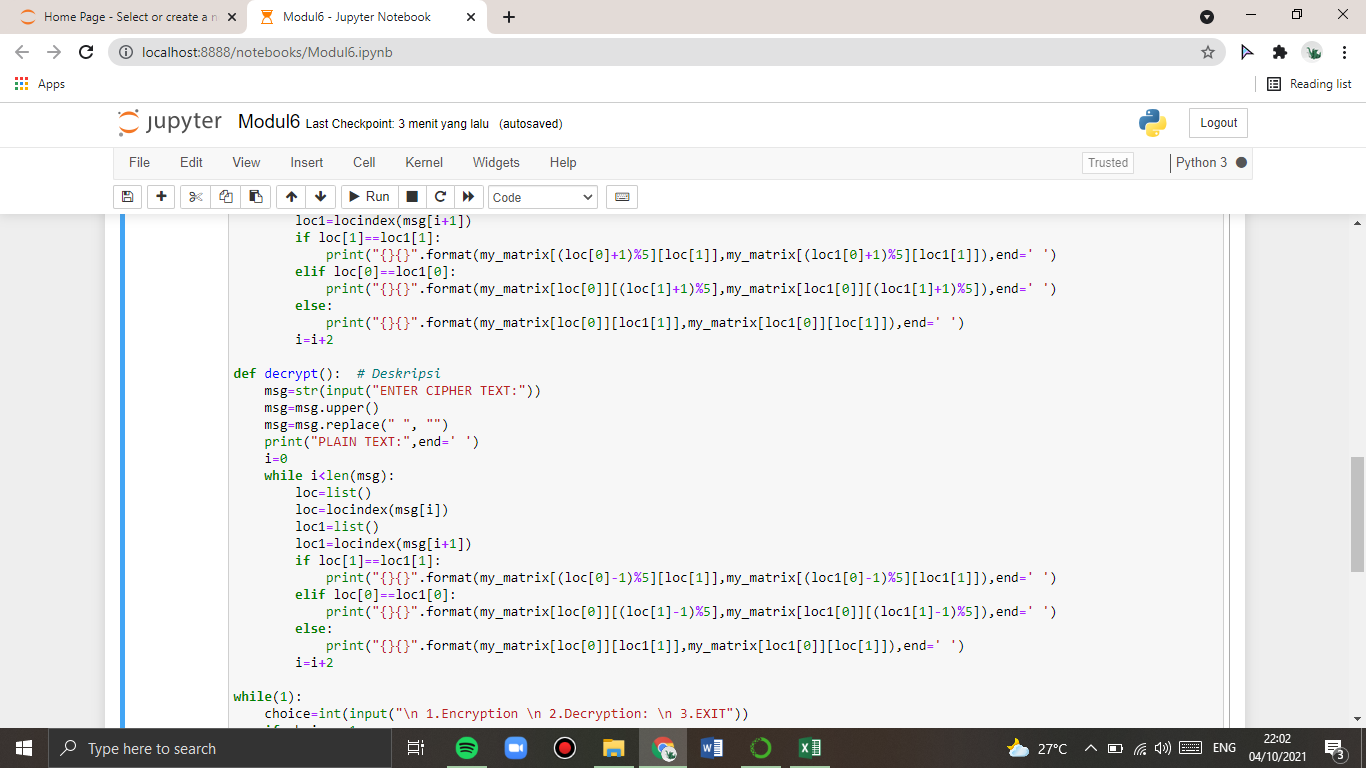 Home Page - Select or create a n
Modul6 - Jupyter Notebook
localhost:8888/notebooks/Modul6.ipynb
Apps
Reading list
jupyter Modul6 Last Checkpoint: 3 menit yang lalu (autosaved)
Logout
File Edit View Insert Cell Kernel Widgets Help
Trusted
Python 3
Run
Code
        loc1=locindex(msg[i+1])
        if loc[1]==loc1[1]:
            print("{}{}".format(my_matrix[(loc[0]+1)%5][loc[1]],my_matrix[(loc1[0]+1)%5][loc1[1]]),end=' ')
        elif loc[0]==loc1[0]:
            print("{}{}".format(my_matrix[loc[0]][(loc[1]+1)%5],my_matrix[loc1[0]][(loc1[1]+1)%5]),end=' ')
        else:
            print("{}{}".format(my_matrix[loc[0]][loc1[1]],my_matrix[loc1[0]][loc[1]]),end=' ')
        i=i+2
def decrypt():  # Deskripsi
    msg=str(input("ENTER CIPHER TEXT:"))
    msg=msg.upper()
    msg=msg.replace(" ", "")
    print("PLAIN TEXT:",end=' ')
    i=0
    while i<len(msg):
        loc=list()
        loc=locindex(msg[i])
        loc1=list()
        loc1=locindex(msg[i+1])
        if loc[1]==loc1[1]:
            print("{}{}".format(my_matrix[(loc[0]-1)%5][loc[1]],my_matrix[(loc1[0]-1)%5][loc1[1]]),end=' ')
        elif loc[0]==loc1[0]:
            print("{}{}".format(my_matrix[loc[0]][(loc[1]-1)%5],my_matrix[loc1[0]][(loc1[1]-1)%5]),end=' ')
        else:
            print("{}{}".format(my_matrix[loc[0]][loc1[1]],my_matrix[loc1[0]][loc[1]]),end=' ')
        i=i+2
while(1):
    choice=int(input("\n 1.Encryption \n 2.Decryption: \n 3.EXIT"))
Type here to search
27°C
ENG
22:02
04/10/2021
3